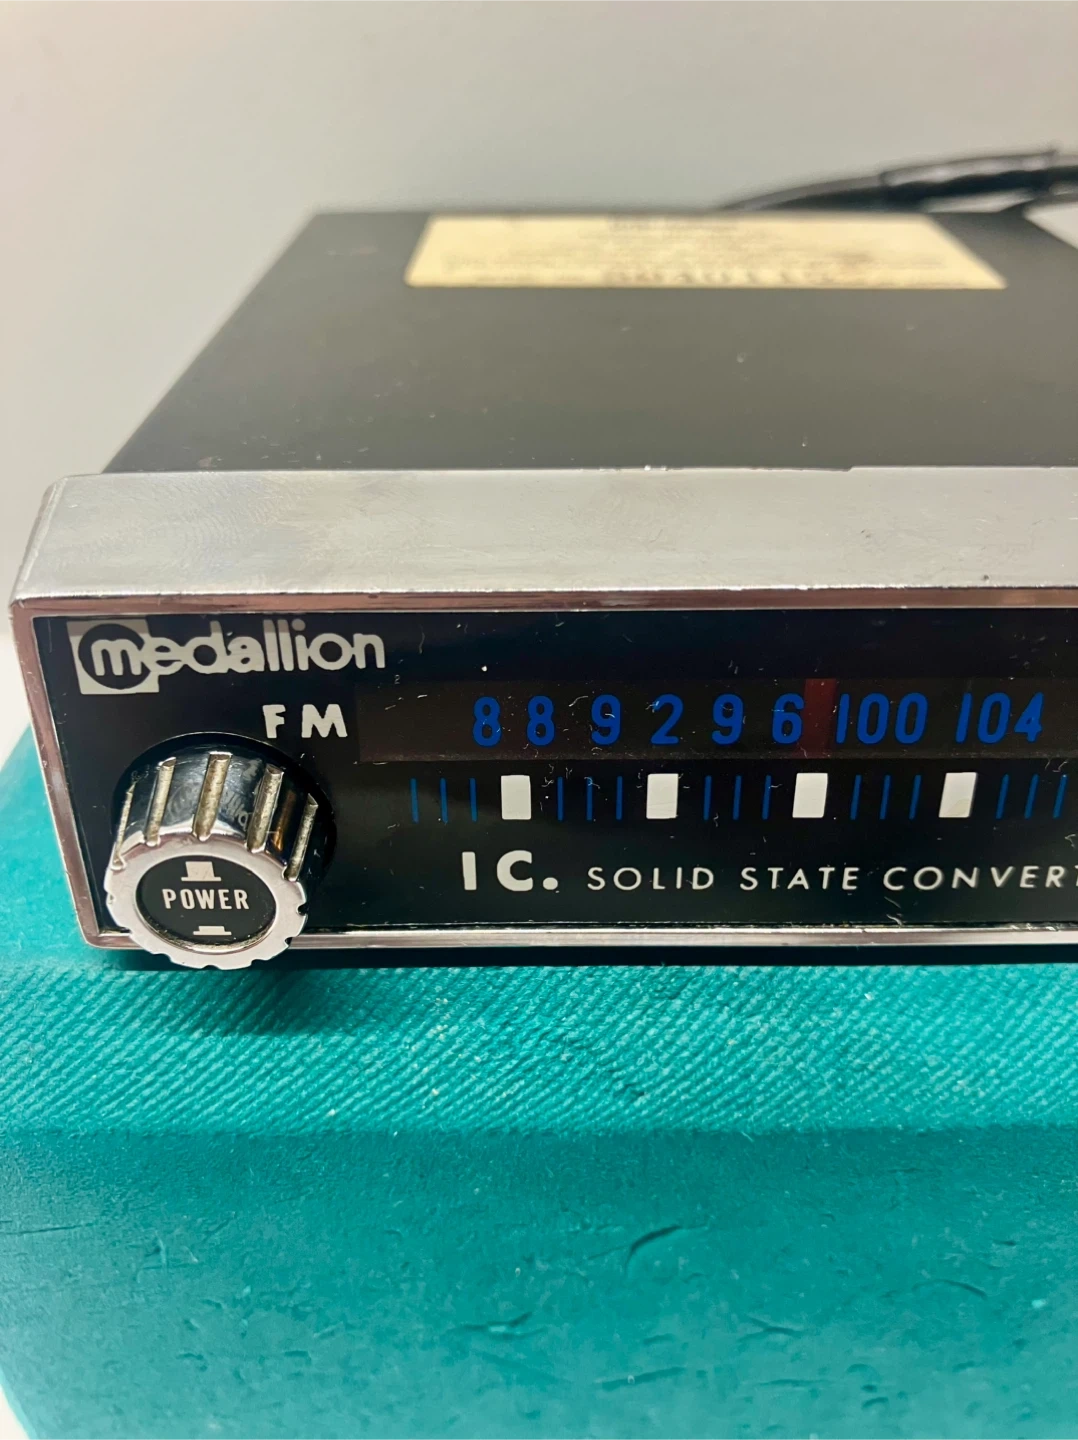 medallion
FM
88 92 96 100 104
IC. SOLID STATE CONVERT
POWER